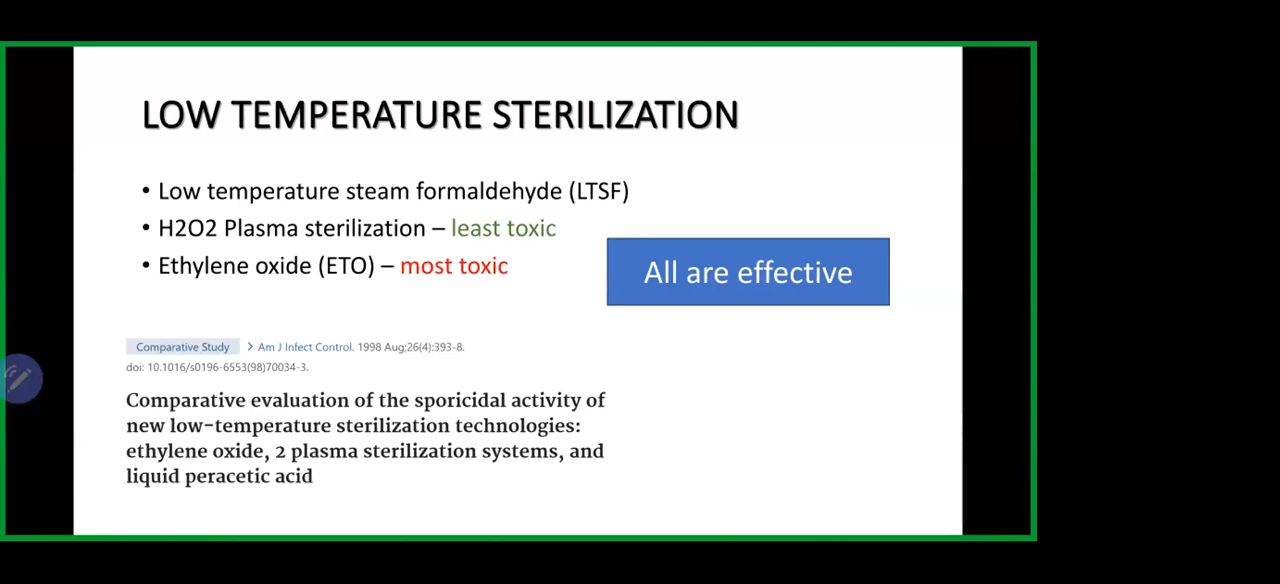 LOW TEMPERATURE STERILIZATION
• Low temperature steam formaldehyde (LTSF)
• H2O2 Plasma sterilization – least toxic
• Ethylene oxide (ETO) – most toxic
All are effective
Comparative Study > Am J Infect Control. 1998 Aug;26(4):393-8.
doi: 10.1016/s0196-6553(98)70034-3.
Comparative evaluation of the sporicidal activity of
new low-temperature sterilization technologies:
ethylene oxide, 2 plasma sterilization systems, and
liquid peracetic acid